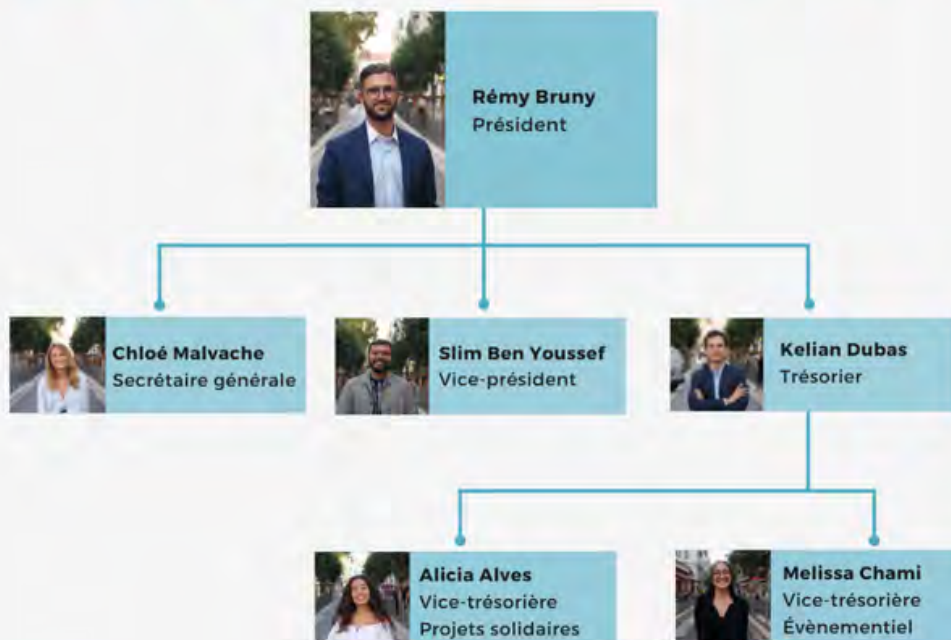 Rémy Bruny
Président
Chloé Malvache
Secrétaire générale
Slim Ben Youssef
Vice-président
Kelian Dubas
Trésorier
Alicia Alves
Vice-trésorière
Projets solidaires
Melissa Chami
Vice-trésorière
Évènementiel